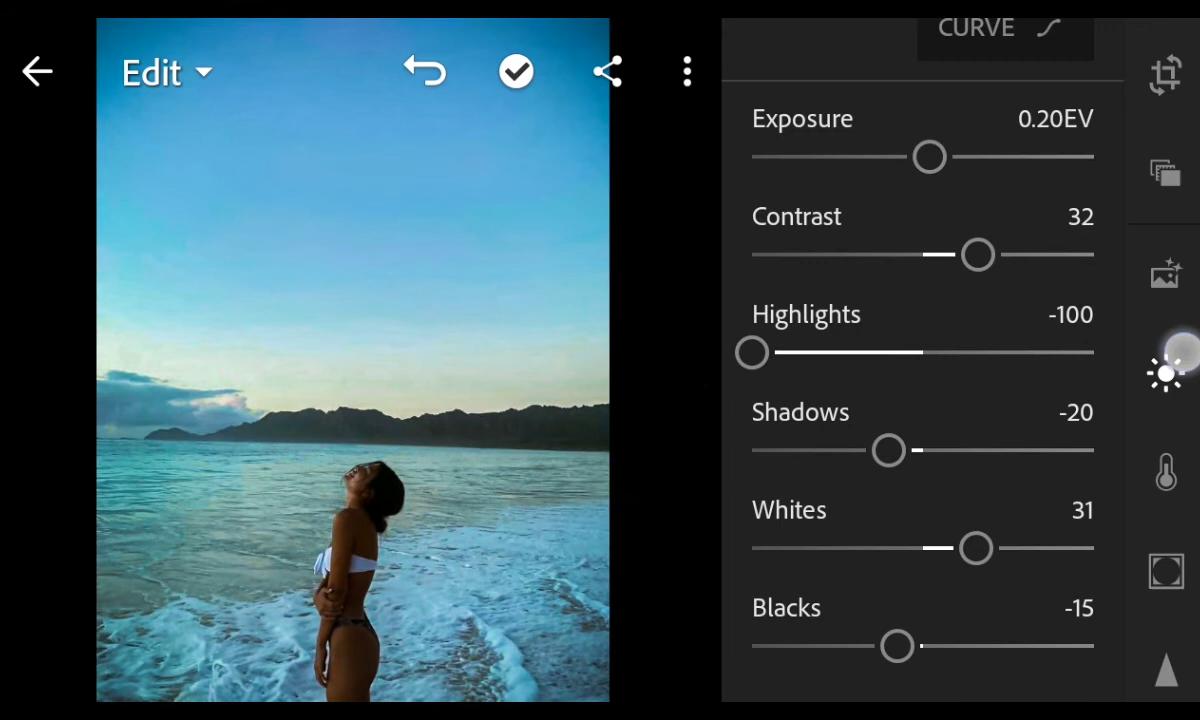 Edit
CURVE
Exposure 0.20EV
Contrast 32
Highlights -100
Shadows -20
Whites 31
Blacks -15